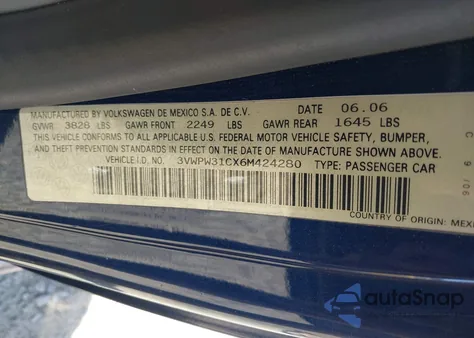 MANUFACTURED BY VOLKSWAGEN DE MEXICO S.A. DE C.V. DATE 06.06
GVWR 3828 LBS GAWR FRONT 2249 LBS GAWR REAR 1645 LBS
THIS VEHICLE CONFORMS TO ALL APPLICABLE U.S. FEDERAL MOTOR VEHICLE SAFETY, BUMPER,
AND THEFT PREVENTION STANDARDS IN EFFECT ON THE DATE OF MANUFACTURE SHOWN ABOVE.
VEHICLE I.D. NO. 3VWPW31CX6M424280 TYPE: PASSENGER CAR
COUNTRY OF ORIGIN: MEXI
autoSnap